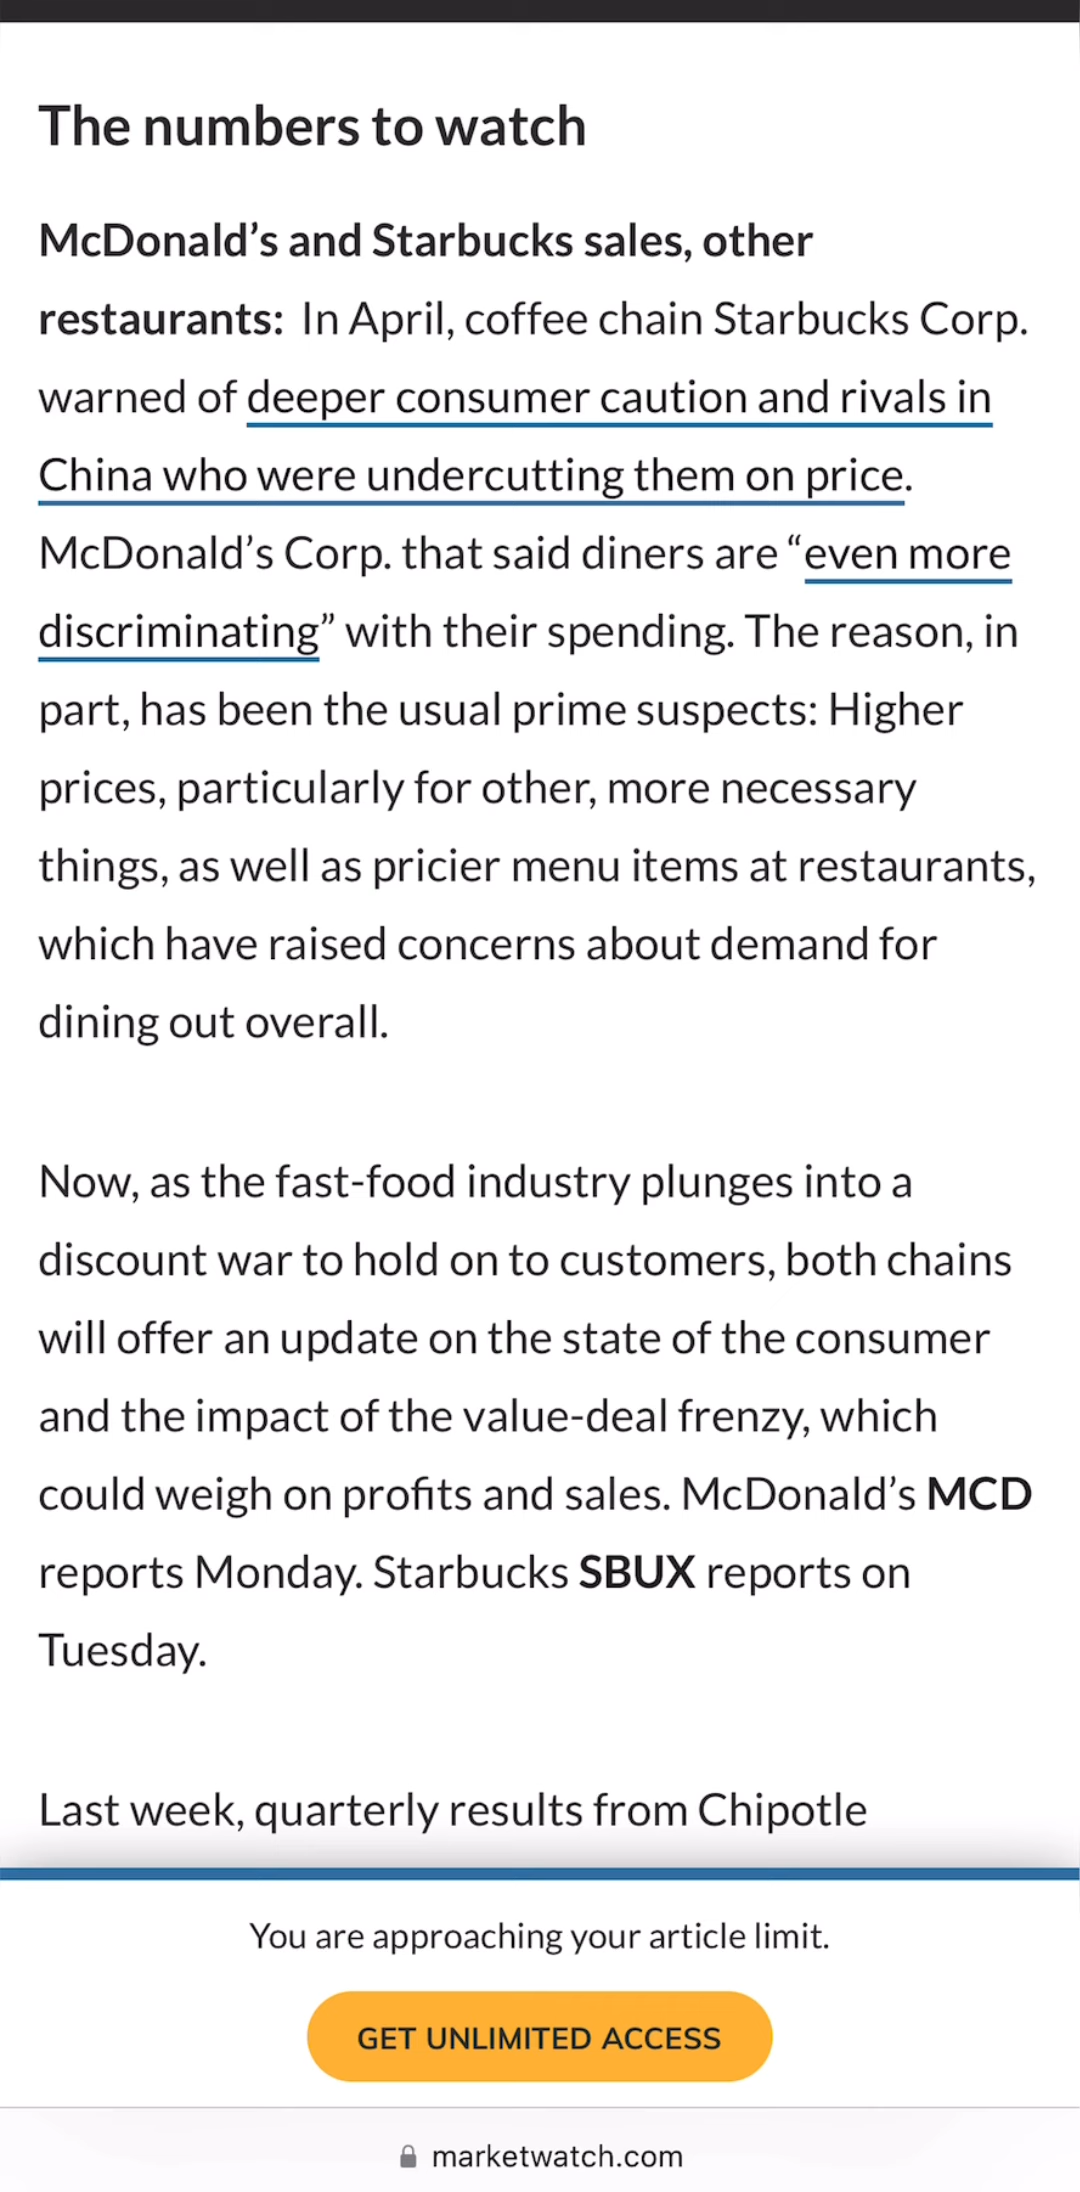 The numbers to watch
McDonald’s and Starbucks sales, other
restaurants: In April, coffee chain Starbucks Corp.
warned of deeper consumer caution and rivals in
China who were undercutting them on price.
McDonald’s Corp. that said diners are “even more
discriminating” with their spending. The reason, in
part, has been the usual prime suspects: Higher
prices, particularly for other, more necessary
things, as well as pricier menu items at restaurants,
which have raised concerns about demand for
dining out overall.
Now, as the fast-food industry plunges into a
discount war to hold on to customers, both chains
will offer an update on the state of the consumer
and the impact of the value-deal frenzy, which
could weigh on profits and sales. McDonald’s MCD
reports Monday. Starbucks SBUX reports on
Tuesday.
Last week, quarterly results from Chipotle
You are approaching your article limit.
GET UNLIMITED ACCESS
marketwatch.com